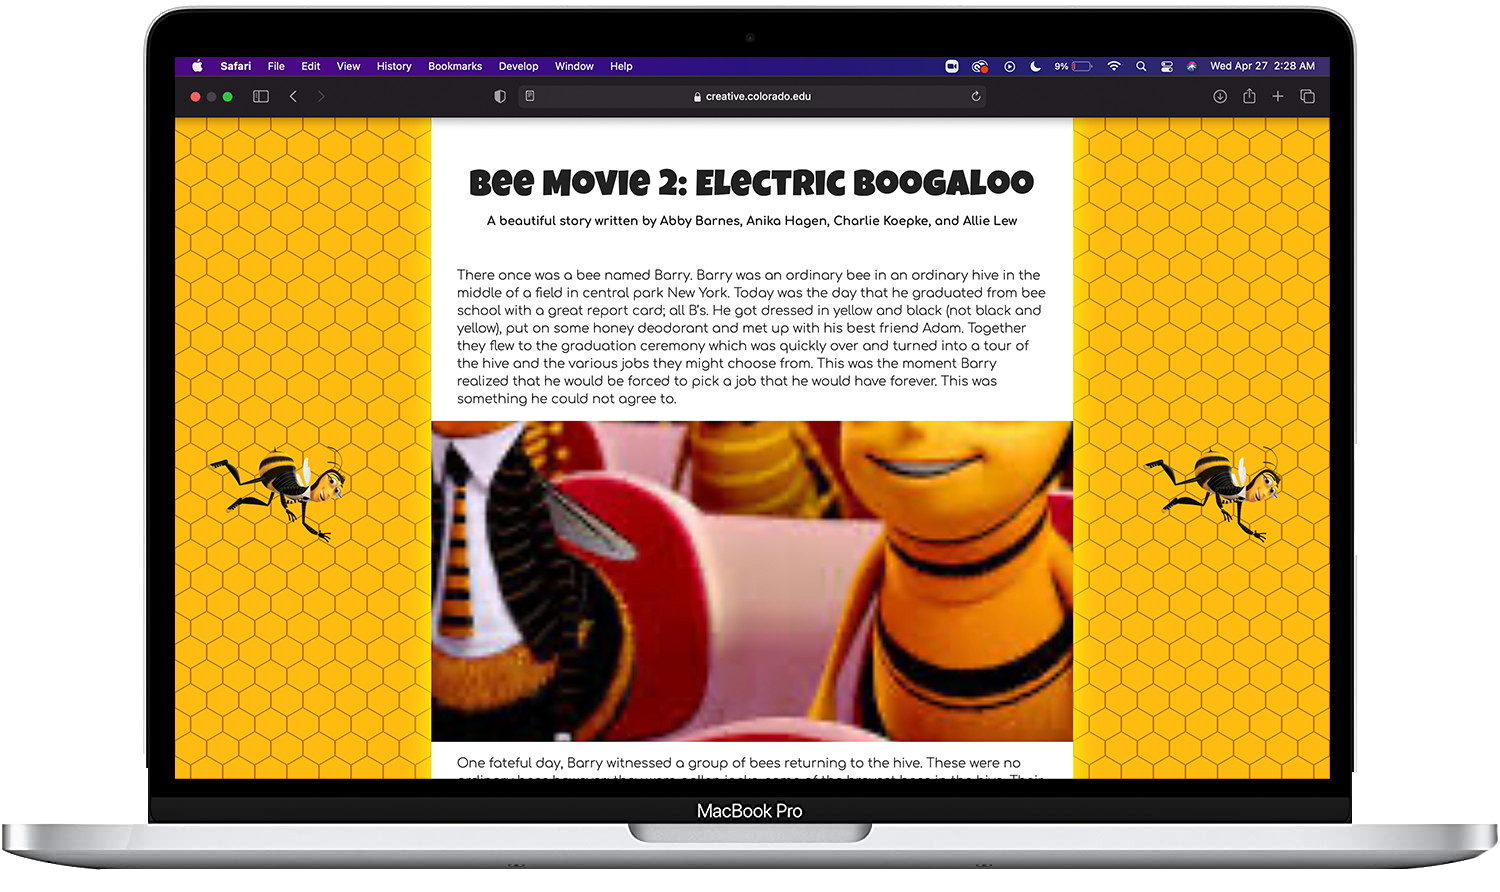 Safari File Edit View History Bookmarks Develop Window Help 9% Wed Apr 27 2:28 AM
creative.colorado.edu
Bee Movie 2: Electric Boogaloo
A beautiful story written by Abby Barnes, Anika Hagen, Charlie Koepke, and Allie Lew
There once was a bee named Barry. Barry was an ordinary bee in an ordinary hive in the
middle of a field in central park New York. Today was the day that he graduated from bee
school with a great report card; all B's. He got dressed in yellow and black (not black and
yellow), put on some honey deodorant and met up with his best friend Adam. Together
they flew to the graduation ceremony which was quickly over and turned into a tour of
the hive and the various jobs they might choose from. This was the moment Barry
realized that he would be forced to pick a job that he would have forever. This was
something he could not agree to.
One fateful day, Barry witnessed a group of bees returning to the hive. These were no
MacBook Pro